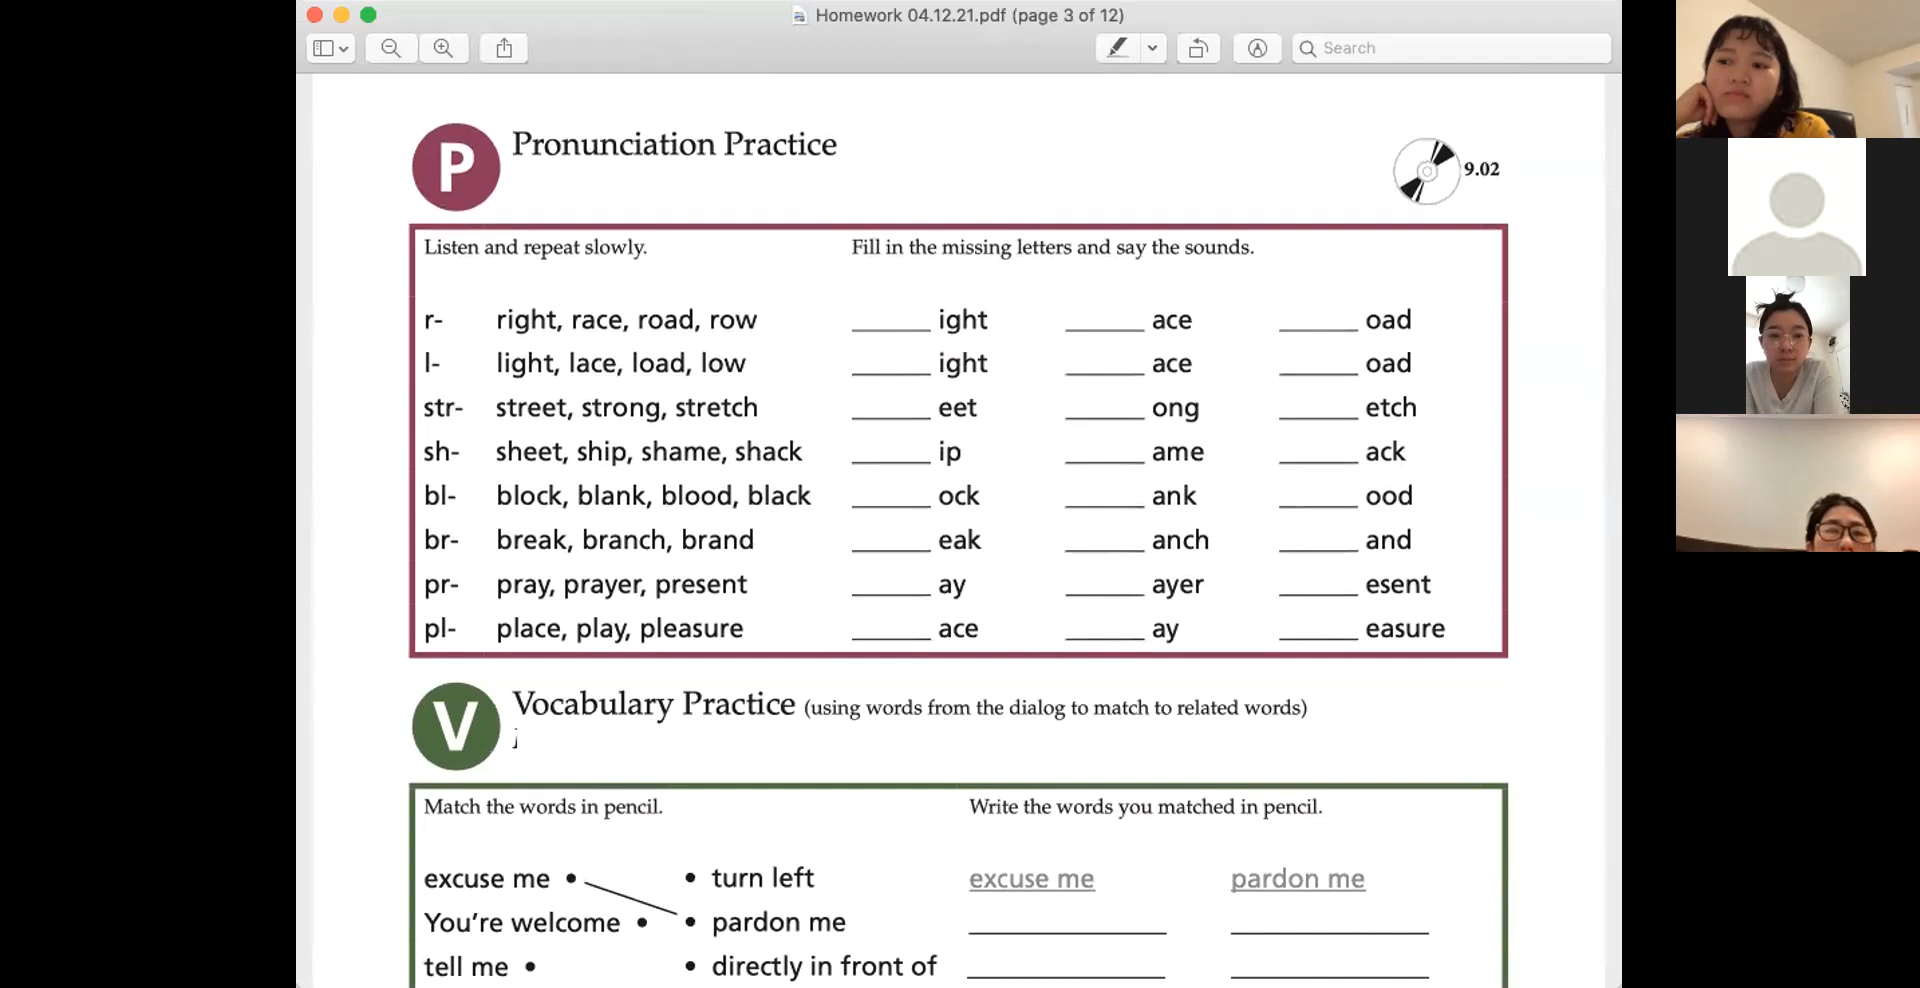 Homework 04.12.21.pdf (page 3 of 12)
Search
P Pronunciation Practice
9.02
Listen and repeat slowly. Fill in the missing letters and say the sounds.
r- right, race, road, row ______ ight ______ ace ______ oad
l- light, lace, load, low ______ ight ______ ace ______ oad
str- street, strong, stretch ______ eet ______ ong ______ etch
sh- sheet, ship, shame, shack ______ ip ______ ame ______ ack
bl- block, blank, blood, black ______ ock ______ ank ______ ood
br- break, branch, brand ______ eak ______ anch ______ and
pr- pray, prayer, present ______ ay ______ ayer ______ esent
pl- place, play, pleasure ______ ace ______ ay ______ easure
V Vocabulary Practice (using words from the dialog to match to related words)
Match the words in pencil. Write the words you matched in pencil.
excuse me • • turn left excuse me pardon me
You're welcome • • pardon me ______ ______
tell me • • directly in front of ______ ______